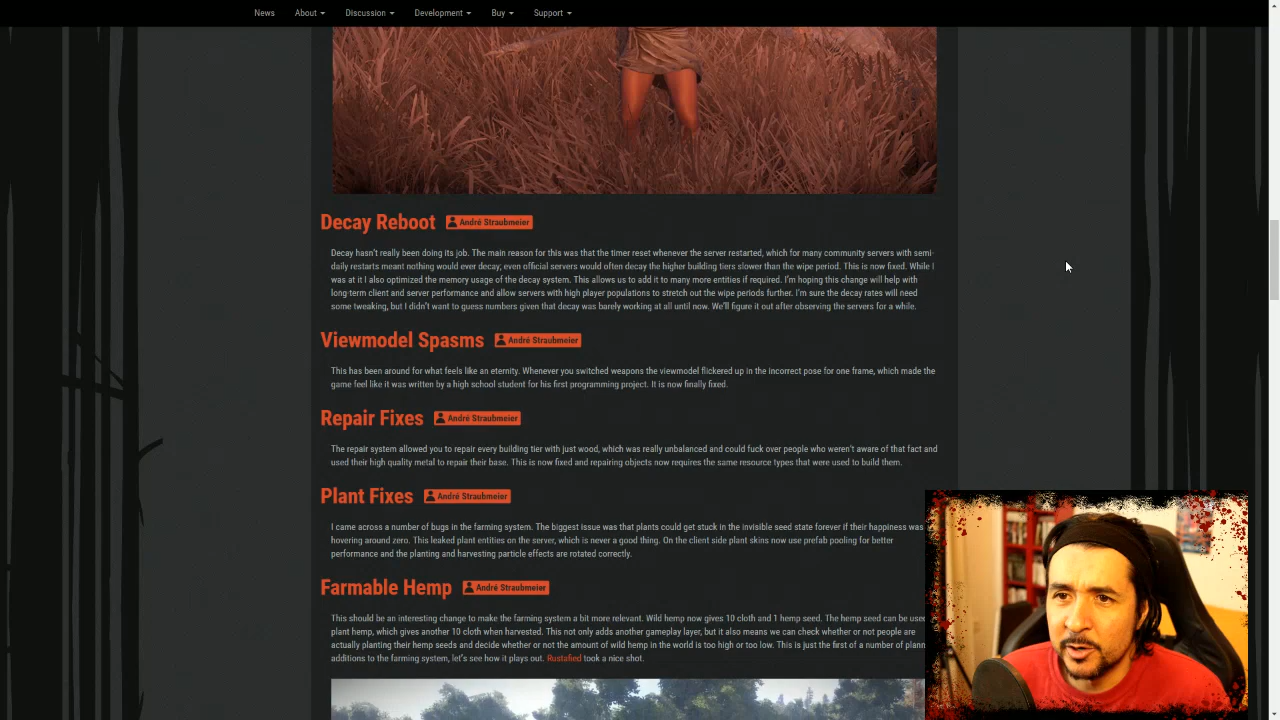 News About Discussion Development Buy Support
Decay Reboot André Straubmeier
Decay hasn't really been doing its job. The main reason for this was that the timer reset whenever the server restarted, which for many community servers with semi-
daily restarts meant nothing would ever decay; even official servers would often decay the higher building tiers slower than the wipe period. This is now fixed. While I
was at it I also optimized the memory usage of the decay system. This allows us to add it to many more entities if required. I'm hoping this change will help with
long-term client and server performance and allow servers with high player populations to stretch out the wipe periods further. I'm sure the decay rates will need
some tweaking, but I didn't want to guess numbers given that decay was barely working at all until now. We'll figure it out after observing the servers for a while.
Viewmodel Spasms André Straubmeier
This has been around for what feels like an eternity. Whenever you switched weapons the viewmodel flickered up in the incorrect pose for one frame, which made the
game feel like it was written by a high school student for his first programming project. It is now finally fixed.
Repair Fixes André Straubmeier
The repair system allowed you to repair every building tier with just wood, which was really unbalanced and could fuck over people who weren't aware of that fact and
used their high quality metal to repair their base. This is now fixed and repairing objects now requires the same resource types that were used to build them.
Plant Fixes André Straubmeier
I came across a number of bugs in the farming system. The biggest issue was that plants could get stuck in the invisible seed state forever if their happiness was
hovering around zero. This leaked plant entities on the server, which is never a good thing. On the client side plant skins now use prefab pooling for better
performance and the planting and harvesting particle effects are rotated correctly.
Farmable Hemp André Straubmeier
This should be an interesting change to make the farming system a bit more relevant. Wild hemp now gives 10 cloth and 1 hemp seed. The hemp seed can be used
plant hemp, which gives another 10 cloth when harvested. This not only adds another gameplay layer, but it also means we can check whether or not people are
actually planting their hemp seeds and decide whether or not the amount of wild hemp in the world is too high or too low. This is just the first of a number of plann
additions to the farming system, let's see how it plays out. Rustafied took a nice shot.